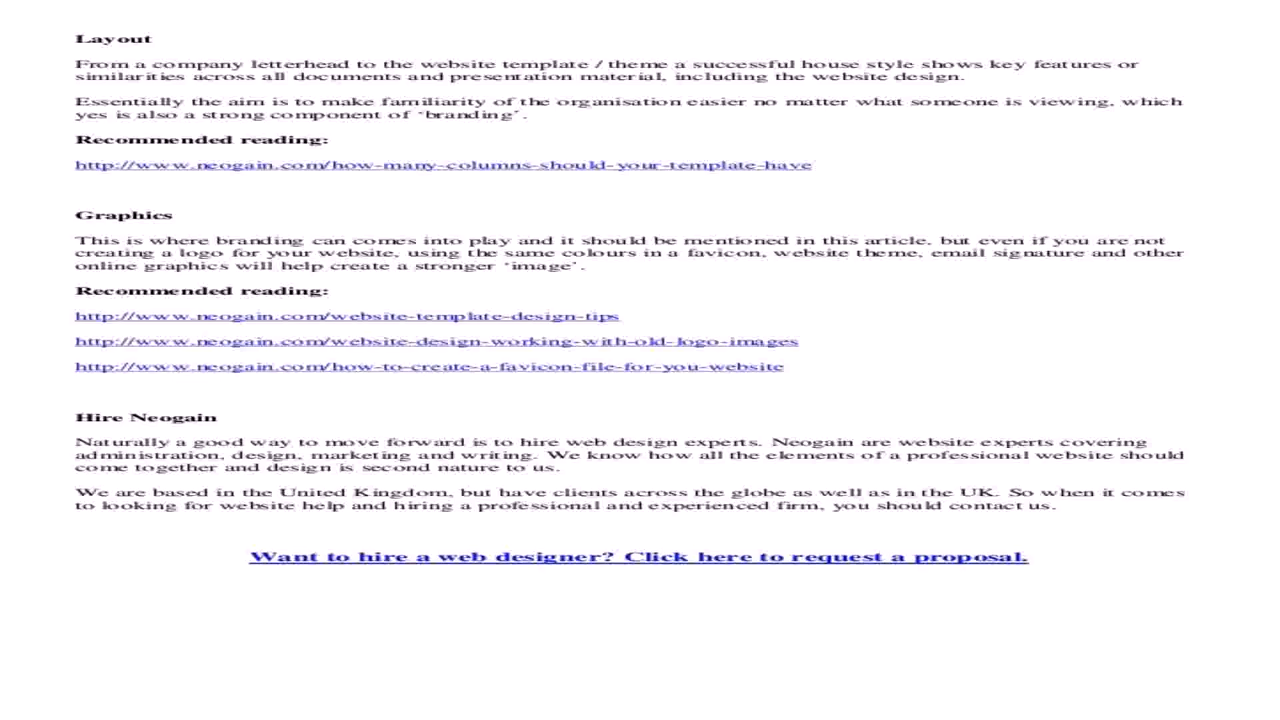 Layout
From a company letterhead to the website template / theme a successful house style shows key features or
similarities across all documents and presentation material, including the website design.
Essentially the aim is to make familiarity of the organisation easier no matter what someone is viewing, which
yes is also a strong component of 'branding'.
Recommended reading:
http://www.neogain.com/how-many-columns-should-your-template-have
Graphics
This is where branding can comes into play and it should be mentioned in this article, but even if you are not
creating a logo for your website, using the same colours in a favicon, website theme, email signature and other
online graphics will help create a stronger 'image'.
Recommended reading:
http://www.neogain.com/website-template-design-tips
http://www.neogain.com/website-design-working-with-old-logo-images
http://www.neogain.com/how-to-create-a-favicon-file-for-you-website
Hire Neogain
Naturally a good way to move forward is to hire web design experts. Neogain are website experts covering
administration, design, marketing and writing. We know how all the elements of a professional website should
come together and design is second nature to us.
We are based in the United Kingdom, but have clients across the globe as well as in the UK. So when it comes
to looking for website help and hiring a professional and experienced firm, you should contact us.
Want to hire a web designer? Click here to request a proposal.